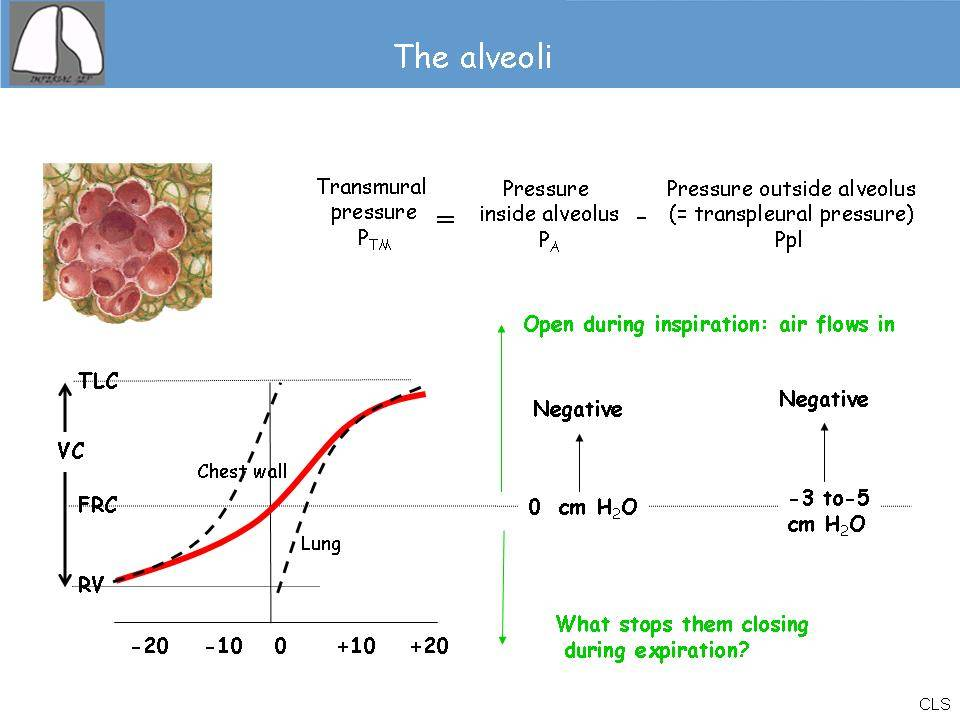 The alveoli
IMPERIAL SEF
Transmural
pressure
PTM
=
Pressure
inside alveolus
PA
-
Pressure outside alveolus
(= transpleural pressure)
Ppl
Open during inspiration: air flows in
TLC
VC
FRC
RV
Chest wall
Lung
Negative
Negative
0 cm H2O
-3 to-5
cm H2O
What stops them closing
during expiration?
-20 -10 0 +10 +20
CLS